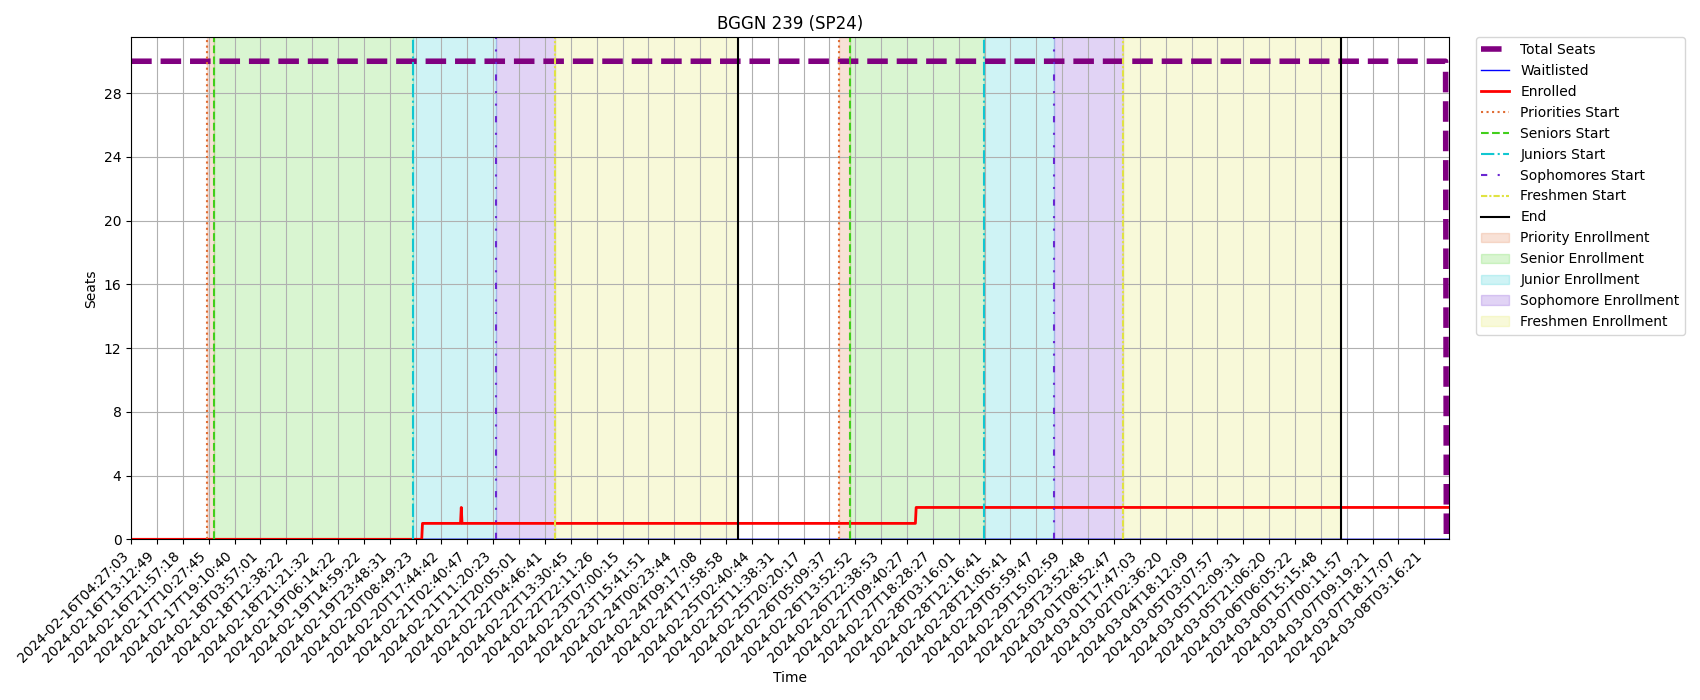 BGGN 239 (SP24)
Seats
28
24
20
16
12
8
4
0
2024-02-16T04:27:03
2024-02-16T13:12:49
2024-02-16T21:57:18
2024-02-17T10:27:45
2024-02-17T19:10:40
2024-02-18T03:57:01
2024-02-18T12:38:22
2024-02-18T21:21:32
2024-02-19T06:14:22
2024-02-19T14:59:22
2024-02-19T23:48:31
2024-02-20T08:49:23
2024-02-20T17:44:42
2024-02-21T02:40:47
2024-02-21T11:20:23
2024-02-21T20:05:01
2024-02-22T04:46:41
2024-02-22T13:30:45
2024-02-22T22:11:26
2024-02-23T07:00:15
2024-02-23T15:41:51
2024-02-24T00:23:44
2024-02-24T09:17:08
2024-02-24T17:58:58
2024-02-25T02:40:44
2024-02-25T11:38:31
2024-02-25T20:20:17
2024-02-26T05:09:37
2024-02-26T13:52:52
2024-02-26T22:38:53
2024-02-27T09:40:27
2024-02-27T18:28:27
2024-02-28T03:16:01
2024-02-28T12:16:41
2024-02-28T21:05:41
2024-02-29T05:59:47
2024-02-29T15:02:59
2024-02-29T23:52:48
2024-03-01T08:52:47
2024-03-01T17:47:03
2024-03-02T02:36:20
2024-03-04T18:12:09
2024-03-05T03:07:57
2024-03-05T12:09:31
2024-03-05T21:06:20
2024-03-06T06:05:22
2024-03-06T15:15:48
2024-03-07T00:11:57
2024-03-07T09:19:21
2024-03-07T18:17:07
2024-03-08T03:16:21
Time
Total Seats
Waitlisted
Enrolled
Priorities Start
Seniors Start
Juniors Start
Sophomores Start
Freshmen Start
End
Priority Enrollment
Senior Enrollment
Junior Enrollment
Sophomore Enrollment
Freshmen Enrollment